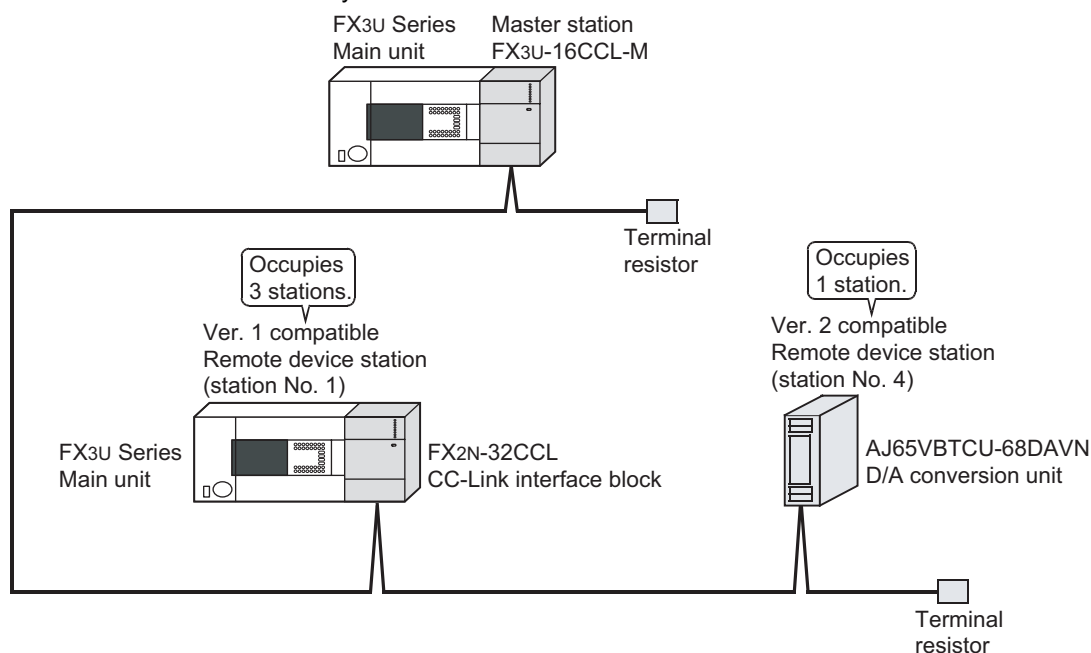 FX3U Series
Main unit
Master station
FX3U-16CCL-M
Terminal
resistor
Occupies
3 stations.
Ver. 1 compatible
Remote device station
(station No. 1)
Occupies
1 station.
Ver. 2 compatible
Remote device station
(station No. 4)
FX3U Series
Main unit
FX2N-32CCL
CC-Link interface block
AJ65VBTCU-68DAVN
D/A conversion unit
Terminal
resistor